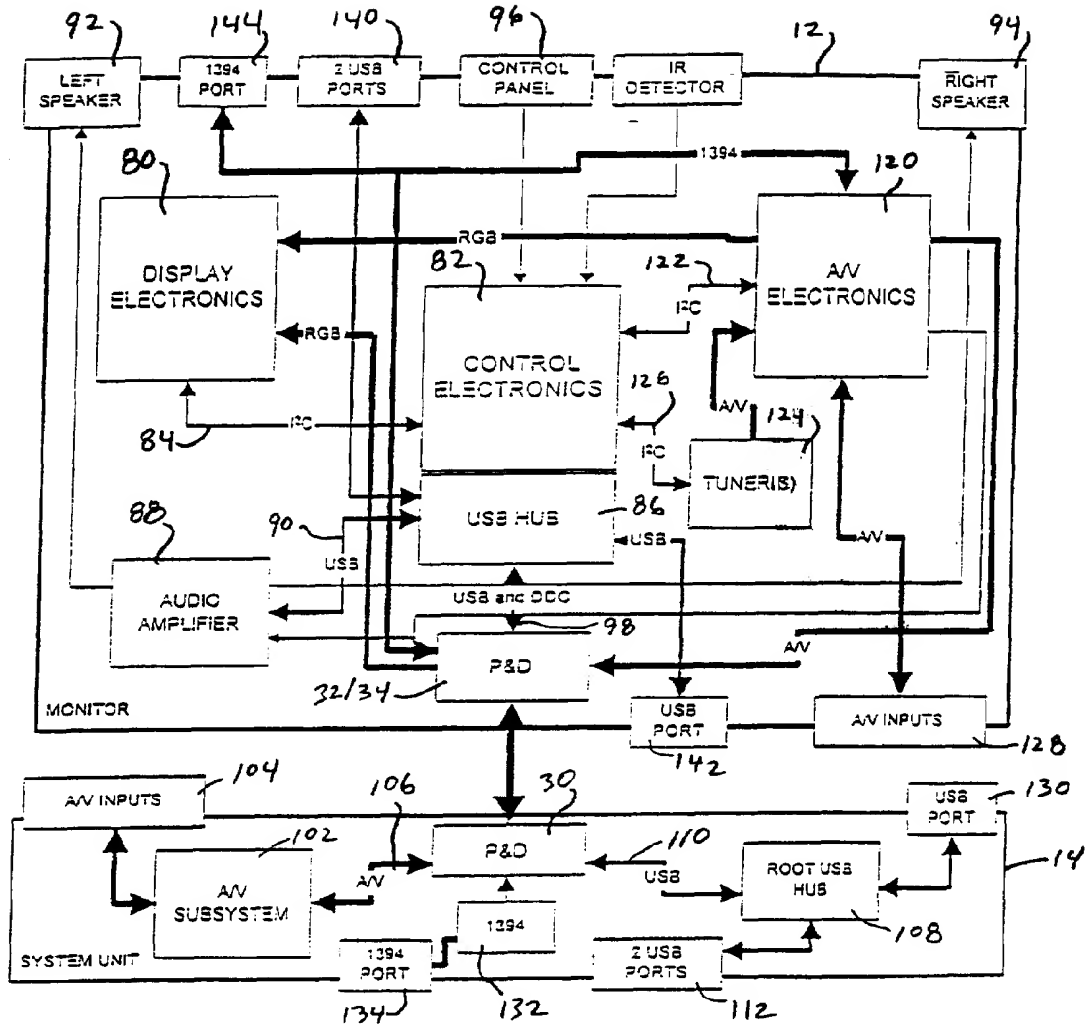 92
144
140
96
12
94
LEFT
SPEAKER
1394
PORT
2 USB
PORTS
CONTROL
PANEL
IR
DETECTOR
RIGHT
SPEAKER
1394
80
120
RGB
82
122
DISPLAY
ELECTRONICS
A/V
ELECTRONICS
I²C
RGB
CONTROL
ELECTRONICS
126
A/V
124
84
I²C
I²C
TUNER(S)
88
90
USB HUB
86
USB
A/V
USB
AUDIO
AMPLIFIER
USB and DDC
98
A/V
P&D
32/34
MONITOR
USB
PORT
142
A/V INPUTS
128
104
A/V INPUTS
106
30
USB
PORT
130
102
P&D
110
14
A/V
USB
ROOT USB
HUB
A/V
SUBSYSTEM
1394
108
SYSTEM UNIT
1394
PORT
2 USB
PORTS
134
132
112